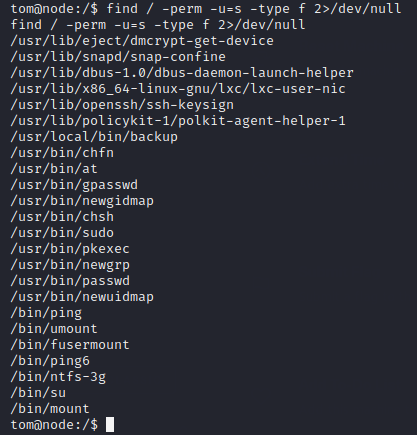 tom@node:/$ find / -perm -u=s -type f 2>/dev/null
find / -perm -u=s -type f 2>/dev/null
/usr/lib/eject/dmcrypt-get-device
/usr/lib/snapd/snap-confine
/usr/lib/dbus-1.0/dbus-daemon-launch-helper
/usr/lib/x86_64-linux-gnu/lxc/lxc-user-nic
/usr/lib/openssh/ssh-keysign
/usr/lib/policykit-1/polkit-agent-helper-1
/usr/local/bin/backup
/usr/bin/chfn
/usr/bin/at
/usr/bin/gpasswd
/usr/bin/newgidmap
/usr/bin/chsh
/usr/bin/sudo
/usr/bin/pkexec
/usr/bin/newgrp
/usr/bin/passwd
/usr/bin/newuidmap
/bin/ping
/bin/umount
/bin/fusermount
/bin/ping6
/bin/ntfs-3g
/bin/su
/bin/mount
tom@node:/$